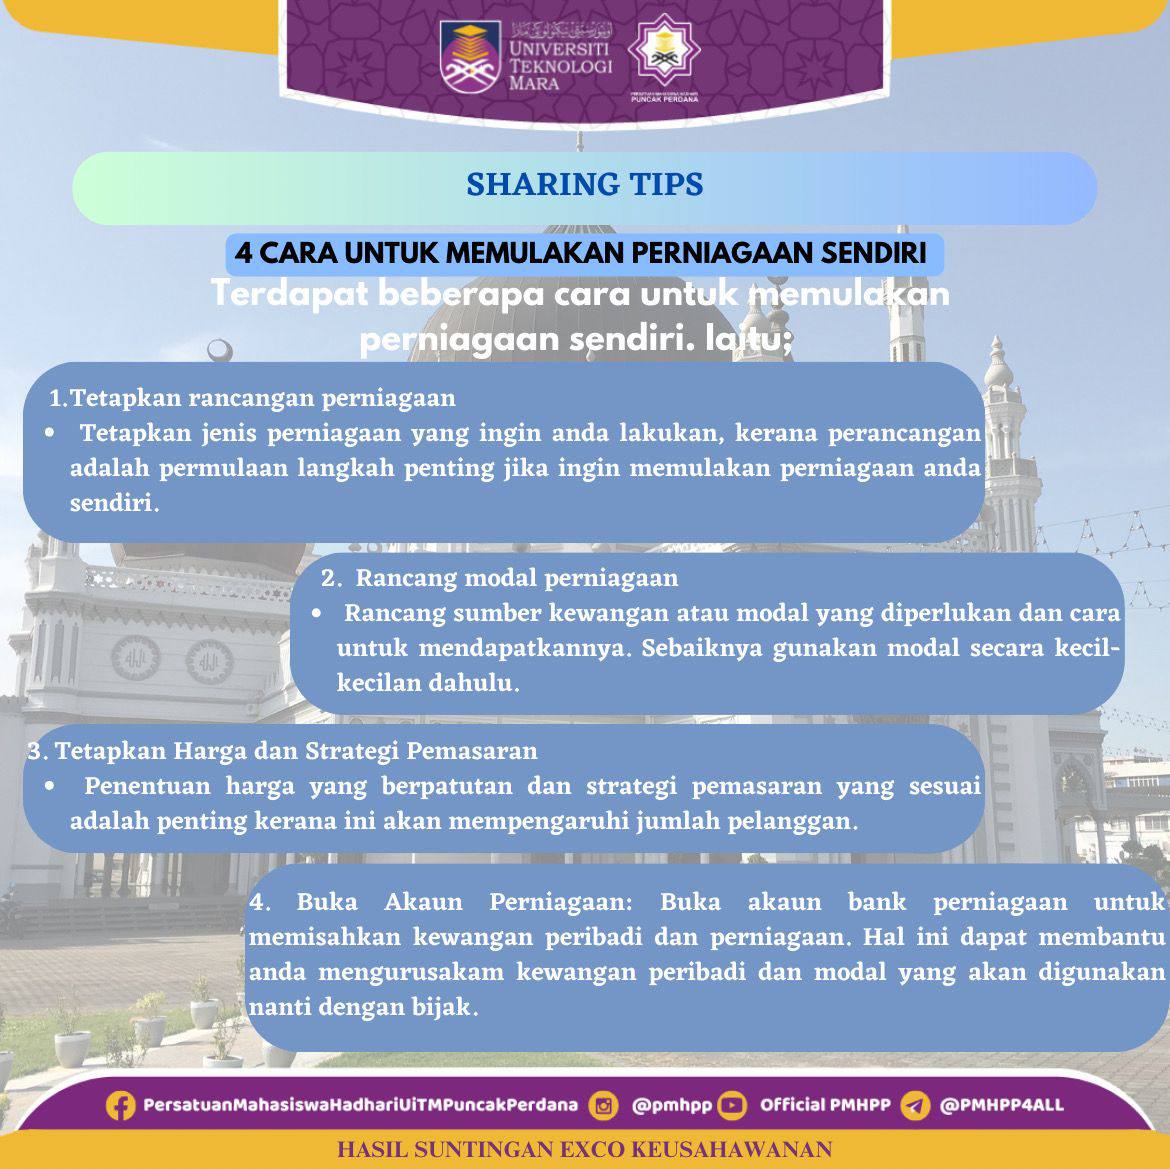 UNIVERSITI
TEKNOLOGI
MARA
PERSATUAN MAHASISWA HADHARI
PUNCAK PERDANA
SHARING TIPS
4 CARA UNTUK MEMULAKAN PERNIAGAAN SENDIRI
Terdapat beberapa cara untuk memulakan
perniagaan sendiri. Iaitu;
1.Tetapkan rancangan perniagaan
• Tetapkan jenis perniagaan yang ingin anda lakukan, kerana perancangan
adalah permulaan langkah penting jika ingin memulakan perniagaan anda
sendiri.
2. Rancang modal perniagaan
• Rancang sumber kewangan atau modal yang diperlukan dan cara
untuk mendapatkannya. Sebaiknya gunakan modal secara kecil-
kecilan dahulu.
3. Tetapkan Harga dan Strategi Pemasaran
• Penentuan harga yang berpatutan dan strategi pemasaran yang sesuai
adalah penting kerana ini akan mempengaruhi jumlah pelanggan.
4. Buka Akaun Perniagaan: Buka akaun bank perniagaan untuk
memisahkan kewangan peribadi dan perniagaan. Hal ini dapat membantu
anda mengurusakam kewangan peribadi dan modal yang akan digunakan
nanti dengan bijak.
PersatuanMahasiswaHadhariUiTMPuncakPerdana @pmhpp Official PMHPP @PMHPP4ALL
HASIL SUNTINGAN EXCO KEUSAHAWANAN